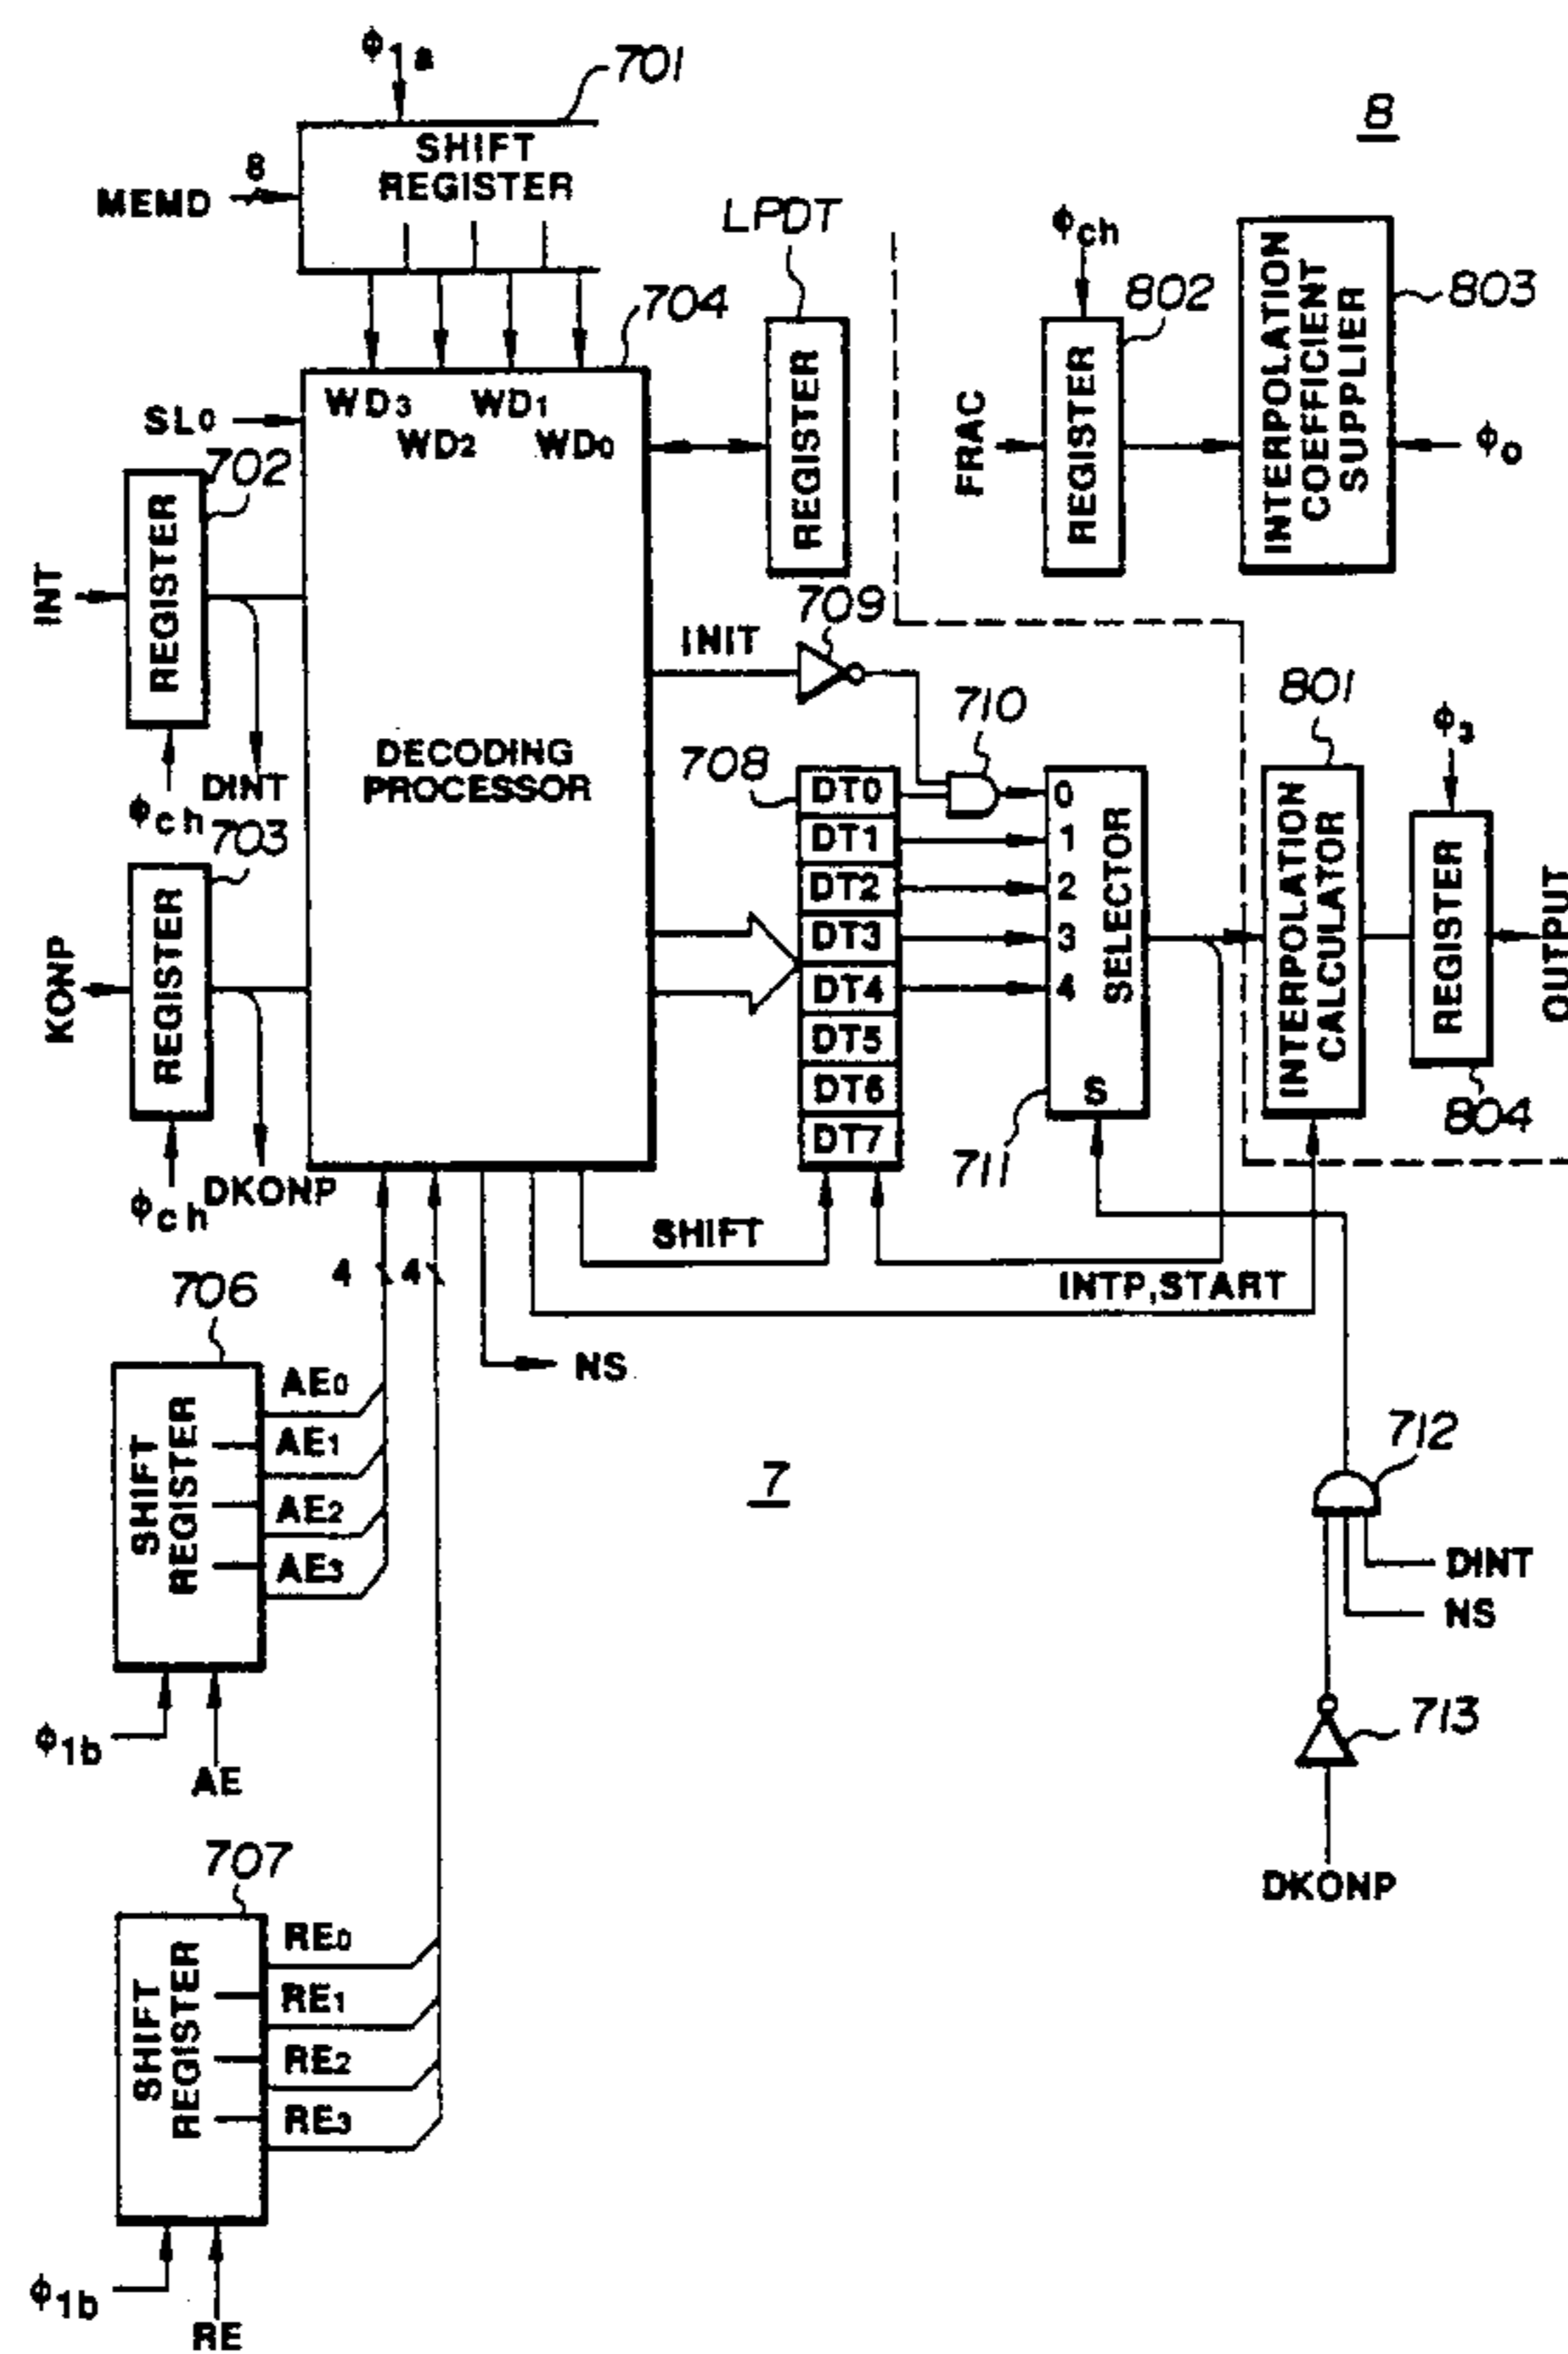 ϕ1a
701
8
SHIFT
REGISTER
8
MEMD
LPDT
ϕch
802
INTERPOLATION
COEFFICIENT
SUPPLIER
803
704
SL0
WD3
WD2
WD1
WD0
REGISTER
FRAC
REGISTER
ϕ0
702
INT
REGISTER
ϕch
DINT
709
INIT
710
801
DECODING
PROCESSOR
708
DT0
DT1
DT2
DT3
DT4
DT5
DT6
DT7
0
1
2
3
4
SELECTOR
S
711
INTERPOLATION
CALCULATOR
REGISTER
804
OUTPUT
703
KONP
REGISTER
ϕch
DKONP
SHIFT
4
4
INTP,START
NS
706
SHIFT
REGISTER
AE0
AE1
AE2
AE3
ϕ1b
AE
7
712
DINT
NS
713
DKONP
707
SHIFT
REGISTER
RE0
RE1
RE2
RE3
ϕ1b
RE